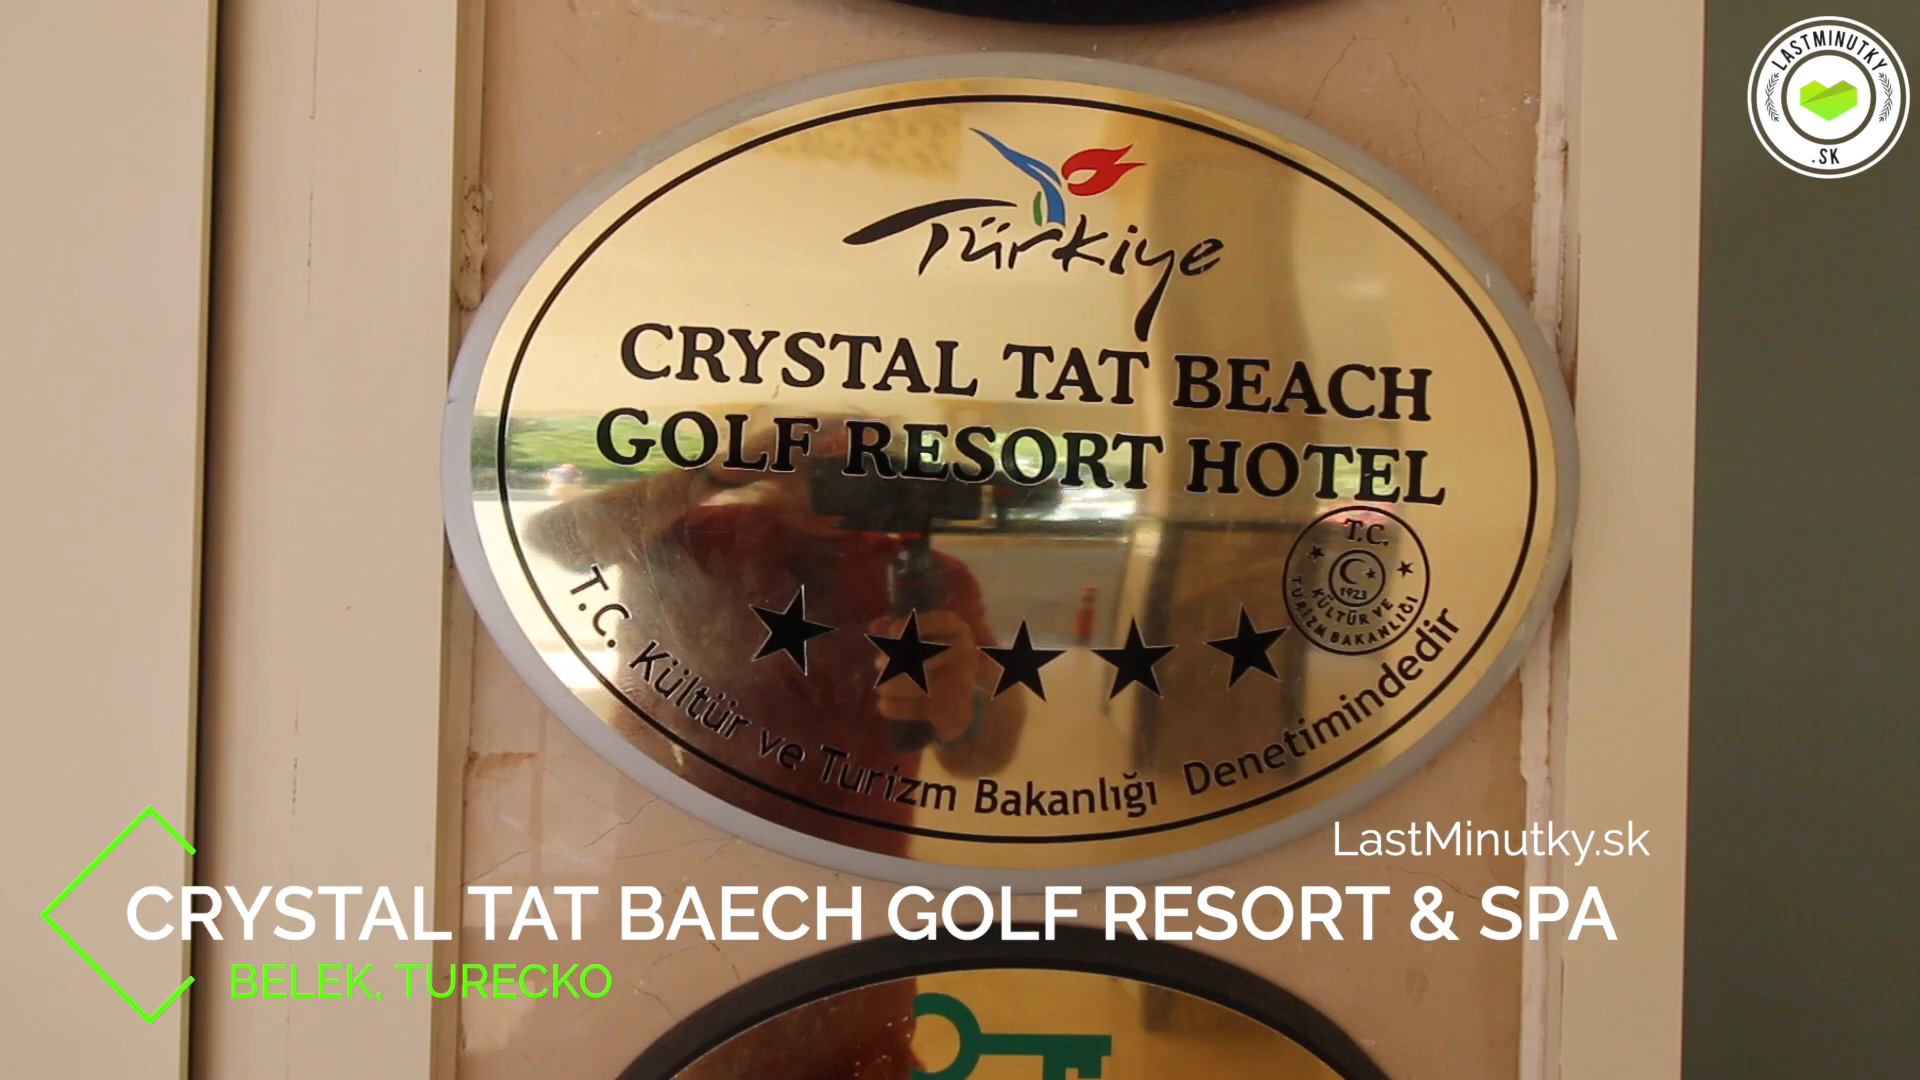 LASTMINUTKY
.SK
Türkiye
CRYSTAL TAT BEACH
GOLF RESORT HOTEL
T.C.
1923
KÜLTÜR VE
TURİZM BAKANLIĞI
T.C. Kültür ve Turizm Bakanlığı Denetimindedir
LastMinutky.sk
CRYSTAL TAT BAECH GOLF RESORT & SPA
BELEK, TURECKO